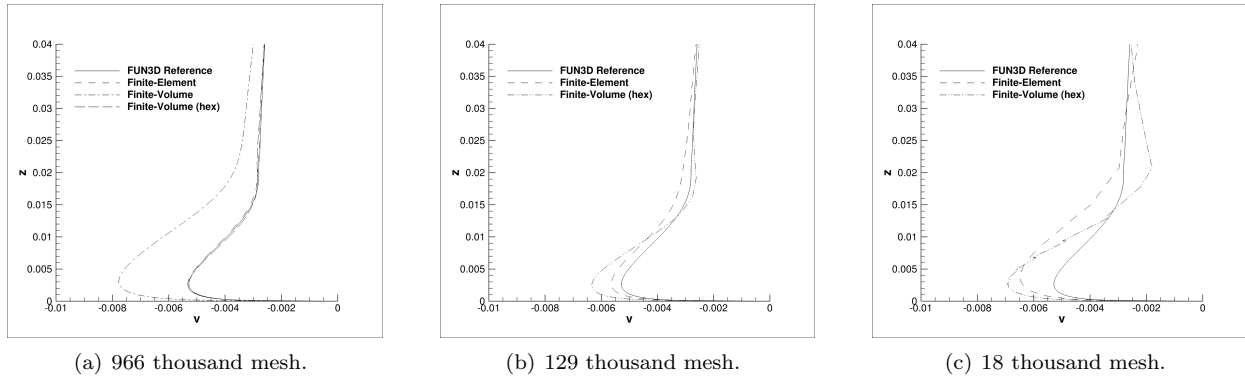 0.04
0.035
0.03
0.025
0.02
0.015
0.01
0.005
0
z
FUN3D Reference
Finite-Element
Finite-Volume
Finite-Volume (hex)
-0.01 -0.008 -0.006 -0.004 -0.002 0
v
(a) 966 thousand mesh.
0.04
0.035
0.03
0.025
0.02
0.015
0.01
0.005
0
z
FUN3D Reference
Finite-Element
Finite-Volume (hex)
-0.01 -0.008 -0.006 -0.004 -0.002 0
v
(b) 129 thousand mesh.
0.04
0.035
0.03
0.025
0.02
0.015
0.01
0.005
0
z
FUN3D Reference
Finite-Element
Finite-Volume (hex)
-0.01 -0.008 -0.006 -0.004 -0.002 0
v
(c) 18 thousand mesh.